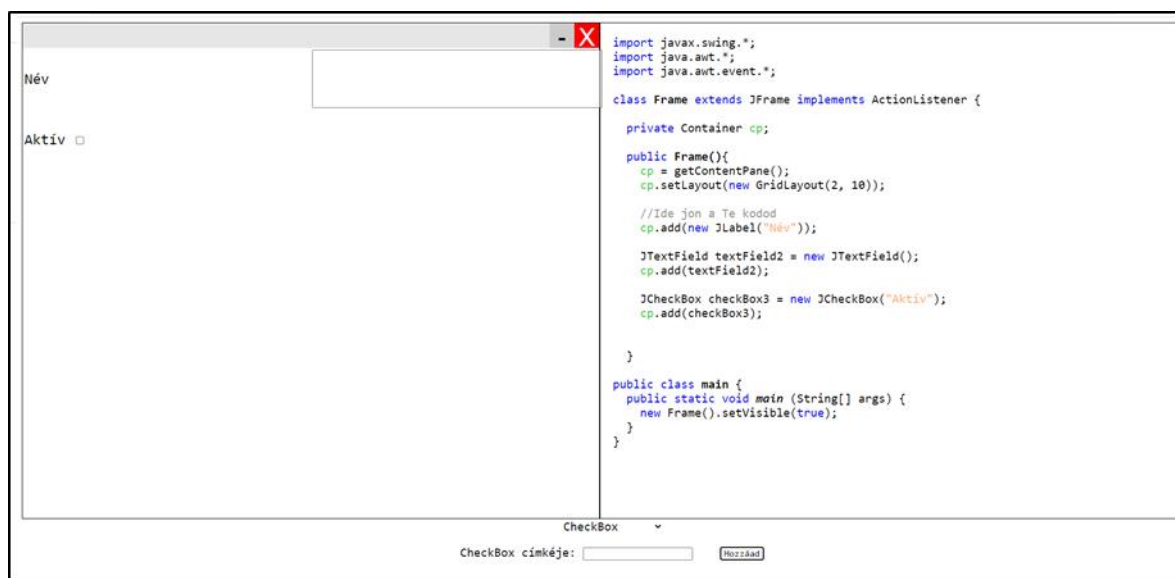 - X
Név
Aktív
import javax.swing.*;
import java.awt.*;
import java.awt.event.*;
class Frame extends JFrame implements ActionListener {
private Container cp;
public Frame(){
cp = getContentPane();
cp.setLayout(new GridLayout(2, 10));
//Ide jon a Te kodod
cp.add(new JLabel("Név"));
JTextField textField2 = new JTextField();
cp.add(textField2);
JCheckBox checkBox3 = new JCheckBox("Aktív");
cp.add(checkBox3);
}
public class main {
public static void main (String[] args) {
new Frame().setVisible(true);
}
}
CheckBox
CheckBox címkéje:
Hozzáad